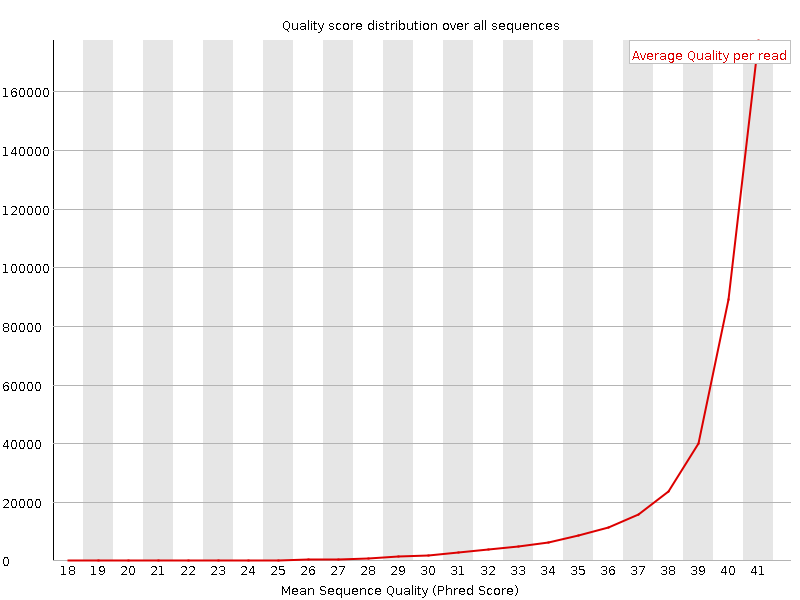 Quality score distribution over all sequences
Average Quality per read
160000
140000
120000
100000
80000
60000
40000
20000
0
18 19 20 21 22 23 24 25 26 27 28 29 30 31 32 33 34 35 36 37 38 39 40 41
Mean Sequence Quality (Phred Score)